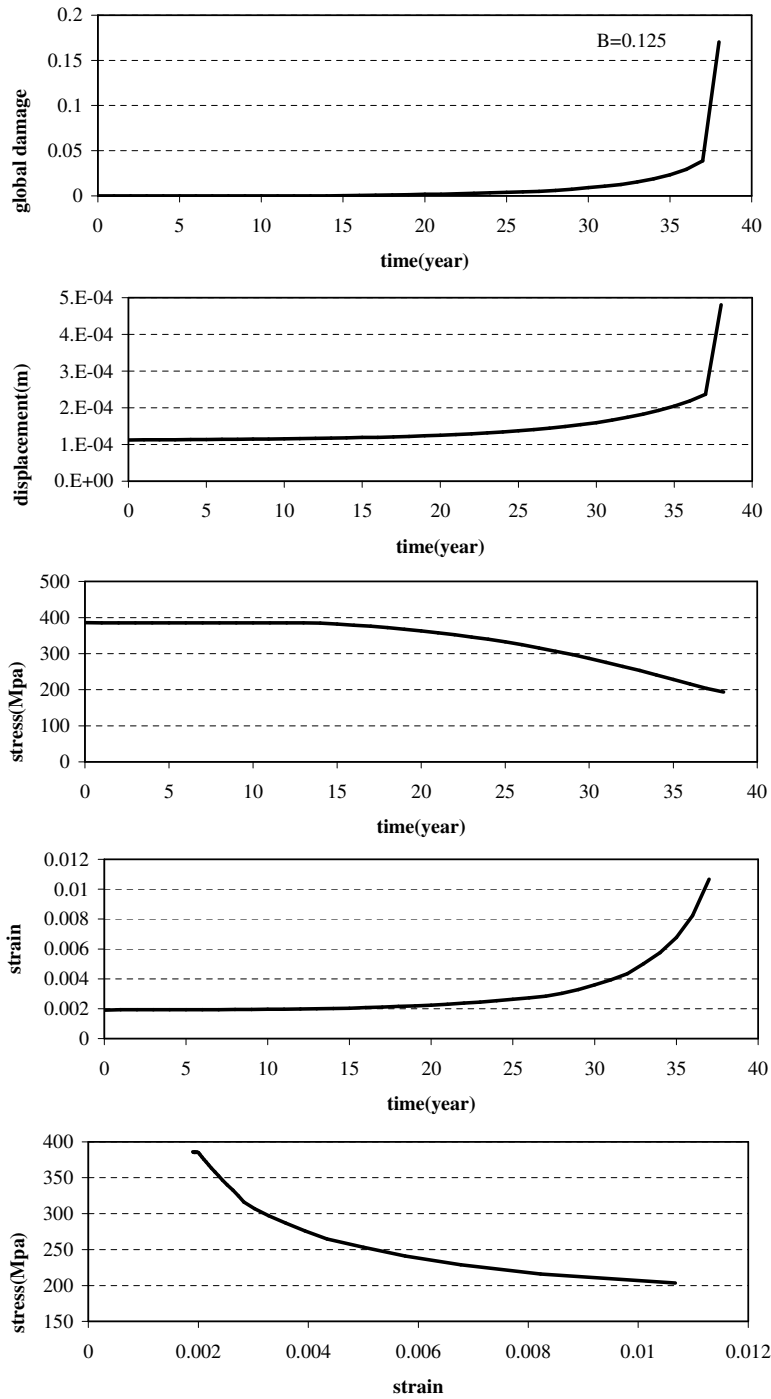 0.2
B=0.125
0.15
0.1
0.05
0
global damage
0 5 10 15 20 25 30 35 40
time(year)
5.E-04
4.E-04
3.E-04
2.E-04
1.E-04
0.E+00
displacement(m)
0 5 10 15 20 25 30 35 40
time(year)
500
400
300
200
100
0
stress(Mpa)
0 5 10 15 20 25 30 35 40
time(year)
0.012
0.01
0.008
0.006
0.004
0.002
0
strain
0 5 10 15 20 25 30 35 40
time(year)
400
350
300
250
200
150
stress(Mpa)
0 0.002 0.004 0.006 0.008 0.01 0.012
strain